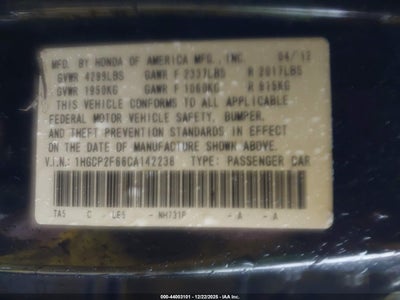 MFD. BY HONDA OF AMERICA MFG., INC. 04/12
GVWR 4299LBS GAWR F 2337LBS R 2017LBS
GVWR 1950KG GAWR F 1060KG R 915KG
THIS VEHICLE CONFORMS TO ALL APPLICABLE
FEDERAL MOTOR VEHICLE SAFETY, BUMPER,
AND THEFT PREVENTION STANDARDS IN EFFECT
ON THE DATE OF MANUFACTURE SHOWN ABOVE.
V.I.N.: 1HGCP2F66CA142238 TYPE: PASSENGER CAR
TA5 C - LE5 - NH731P - A - A
000-44003101 - 12/22/2025 - IAA Inc.